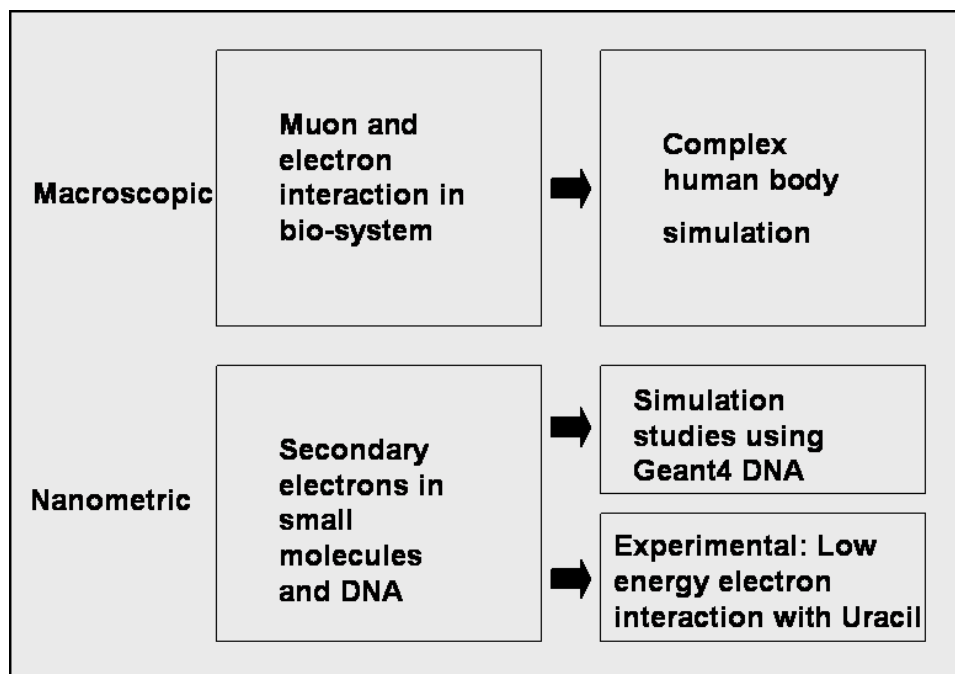 Macroscopic
Muon and
electron
interaction in
bio-system
Complex
human body
simulation
Nanometric
Secondary
electrons in
small
molecules
and DNA
Simulation
studies using
Geant4 DNA
Experimental: Low
energy electron
interaction with Uracil